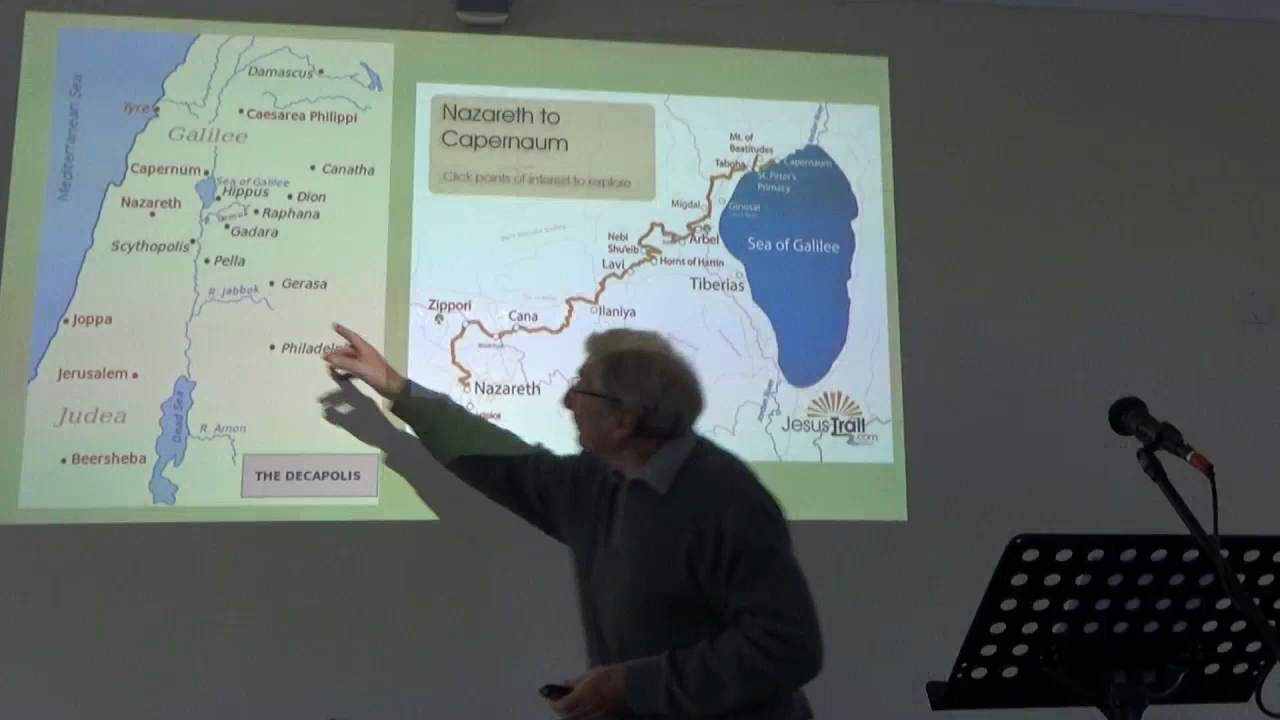 Mediterranean Sea
Damascus
Tyre
Caesarea Philippi
Galilee
Capernum
Canatha
Sea of Galilee
Hippus
Dion
Nazareth
Raphana
Gadara
Scythopolis
Pella
Gerasa
R. Jabbok
Joppa
Jerusalem
Judea
Dead Sea
R. Arnon
Beersheba
THE DECAPOLIS
Nazareth to
Capernaum
Click points of interest to explore
Mt. of
Beatitudes
Tabgha
Capernaum
St. Peter's
Primacy
Migdal
Ginosar
Nebi
Shu'eib
Arbel
Sea of Galilee
Lavi
Horns of Hattin
Tiberias
Zippori
Cana
Ilaniya
Nazareth
JesusTrail
.com